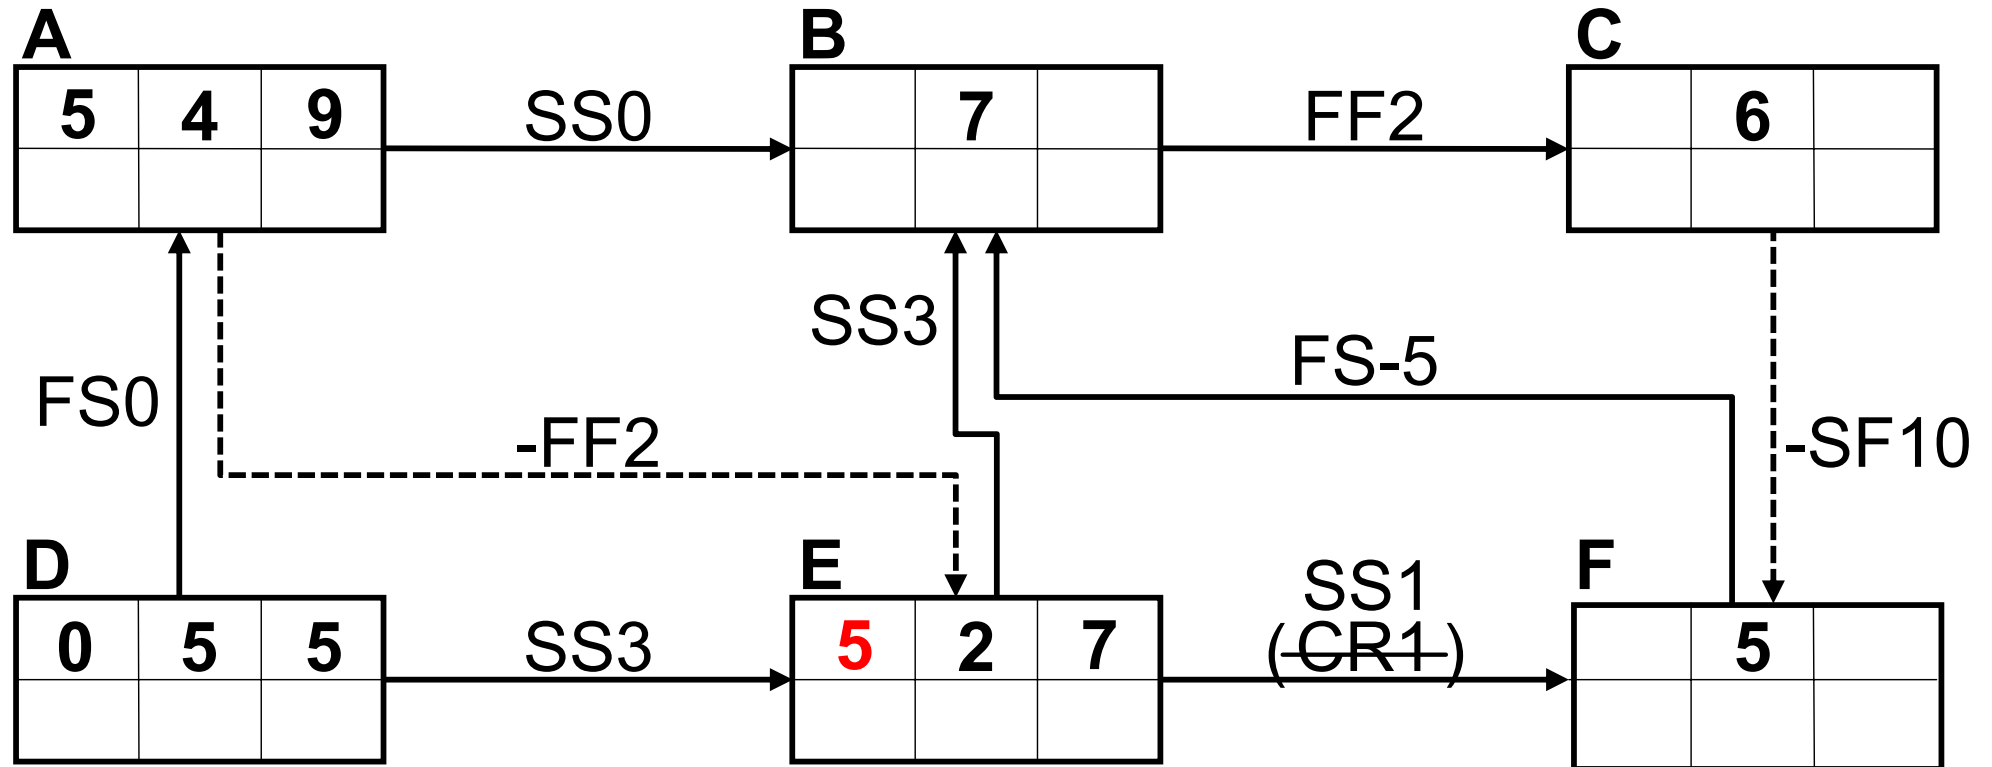 A B C
5 4 9 SS0 7 FF2 6
SS3
FS-5
FS0
-FF2
-SF10
D E F
SS1
0 5 5 SS3 5 2 7 (CR1) 5